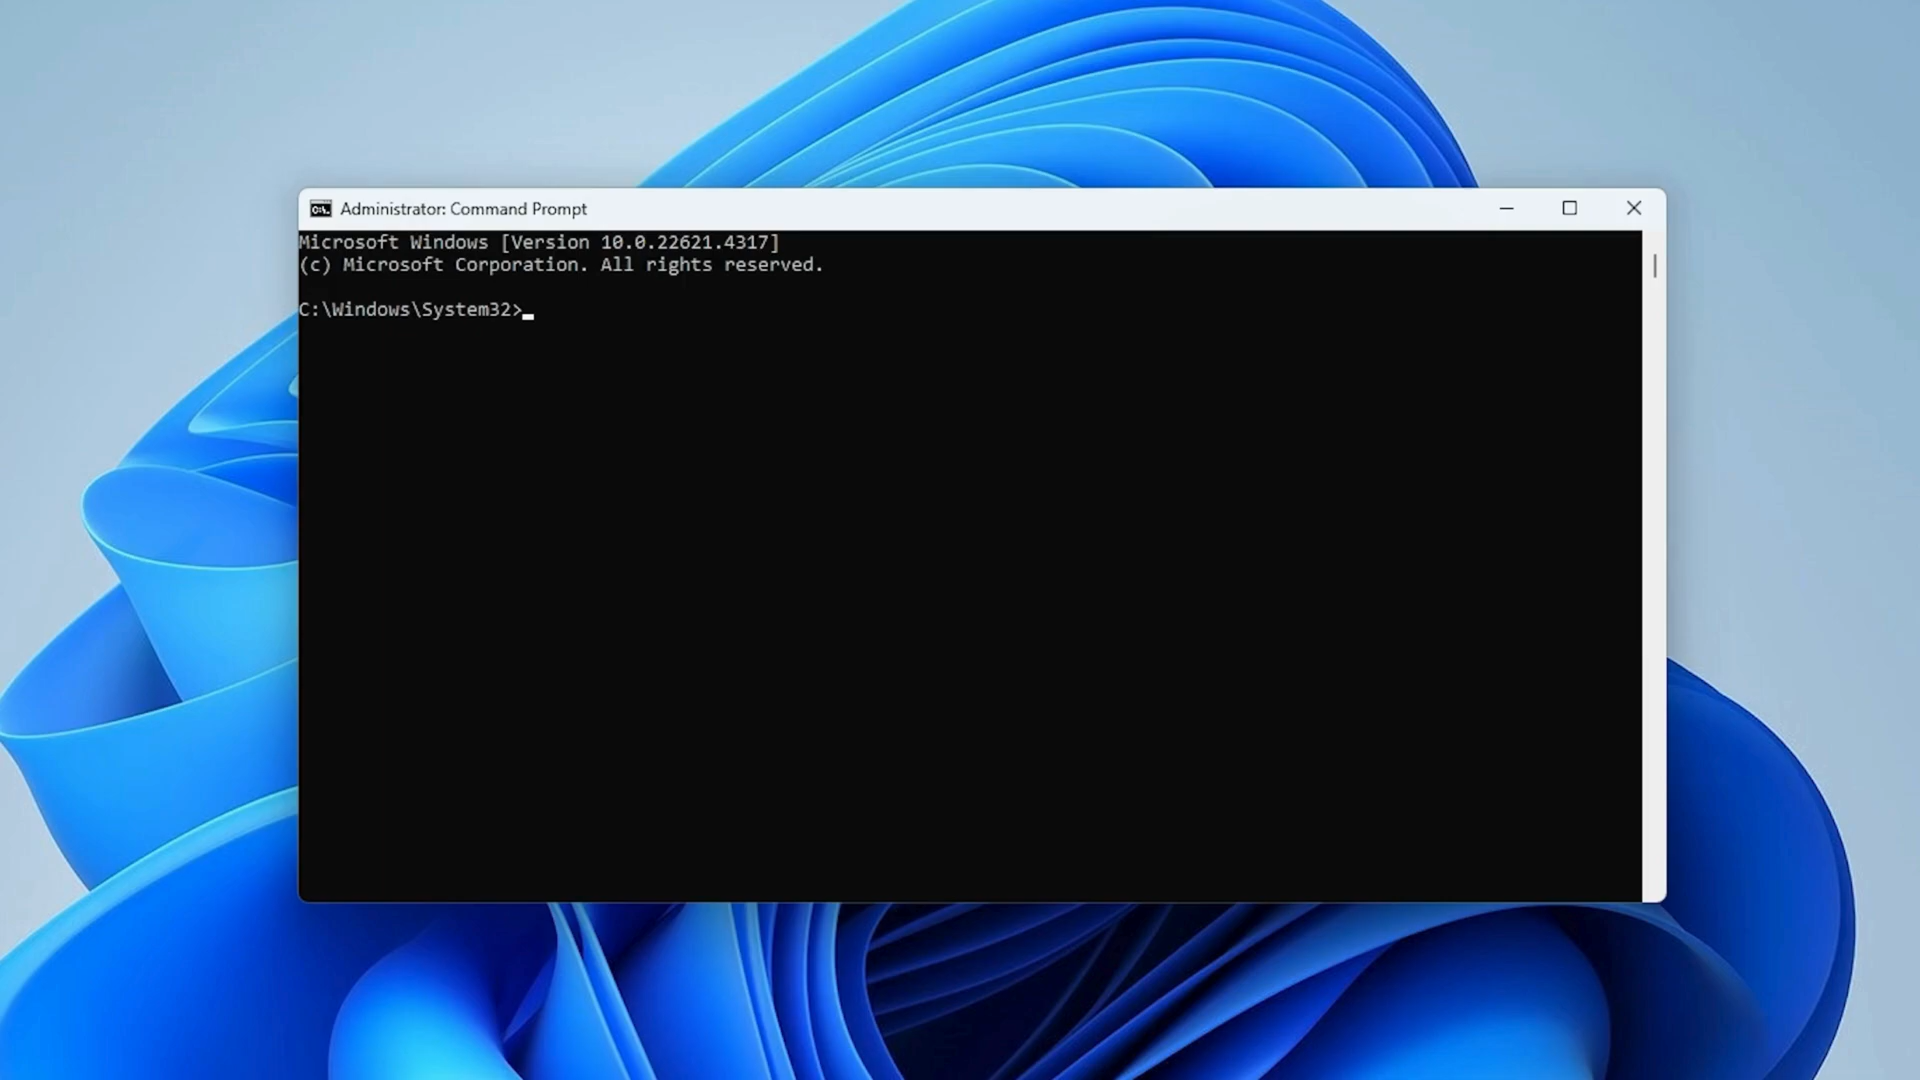 Administrator: Command Prompt
Microsoft Windows [Version 10.0.22621.4317]
(c) Microsoft Corporation. All rights reserved.
C:\Windows\System32>